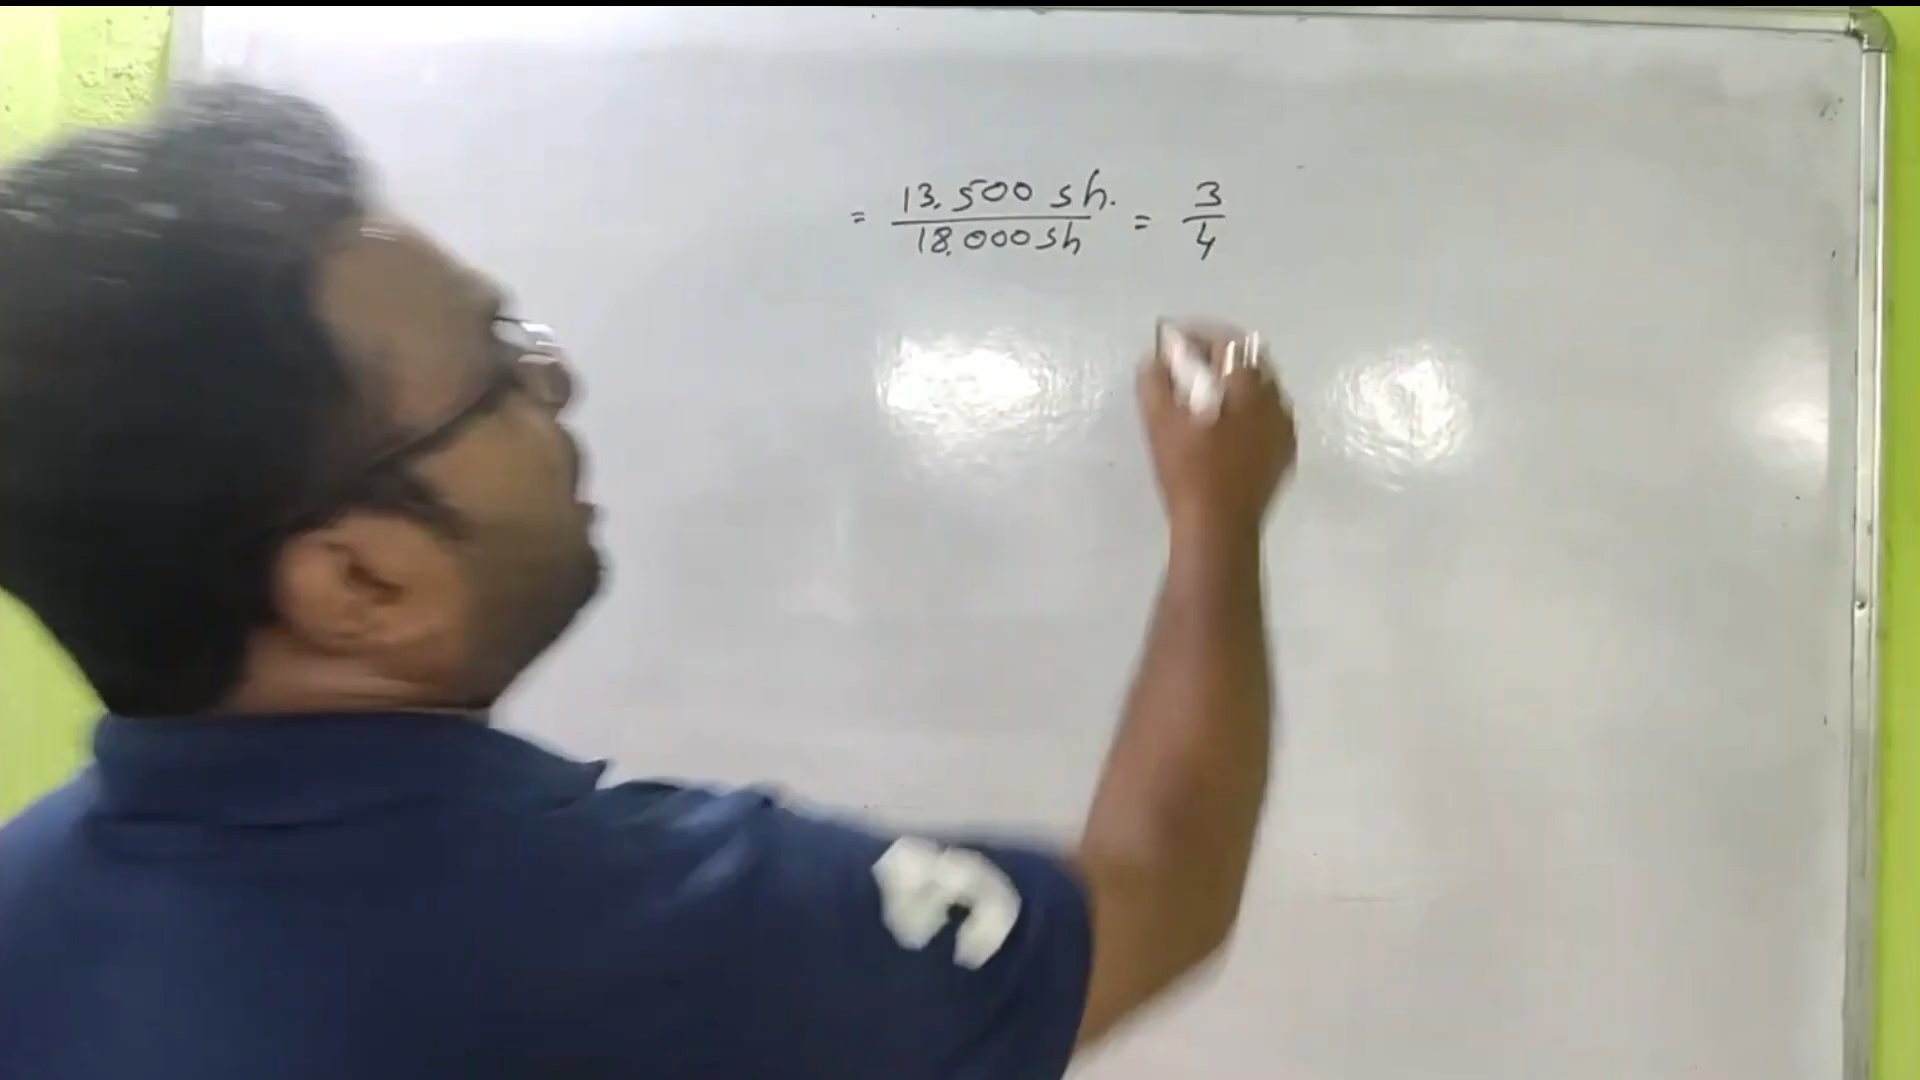 = 13.500 sh. / 18.000 sh = 3/4